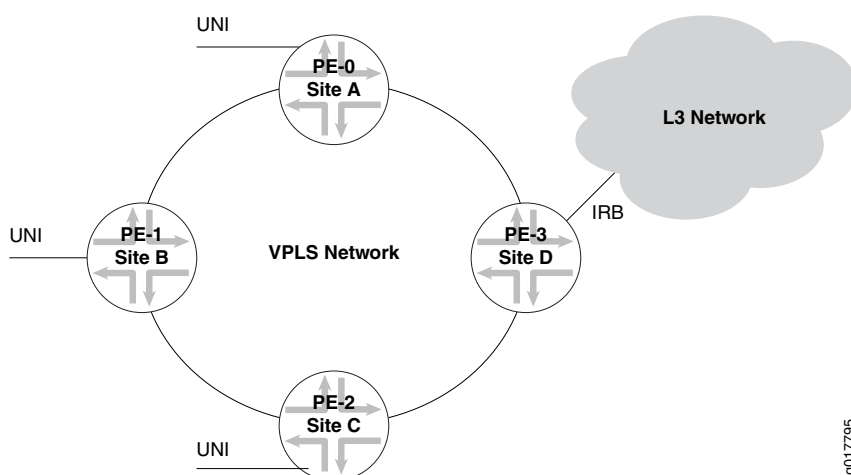 UNI
PE-0
Site A
L3 Network
IRB
UNI
PE-1
Site B
VPLS Network
PE-3
Site D
PE-2
Site C
UNI
g017795